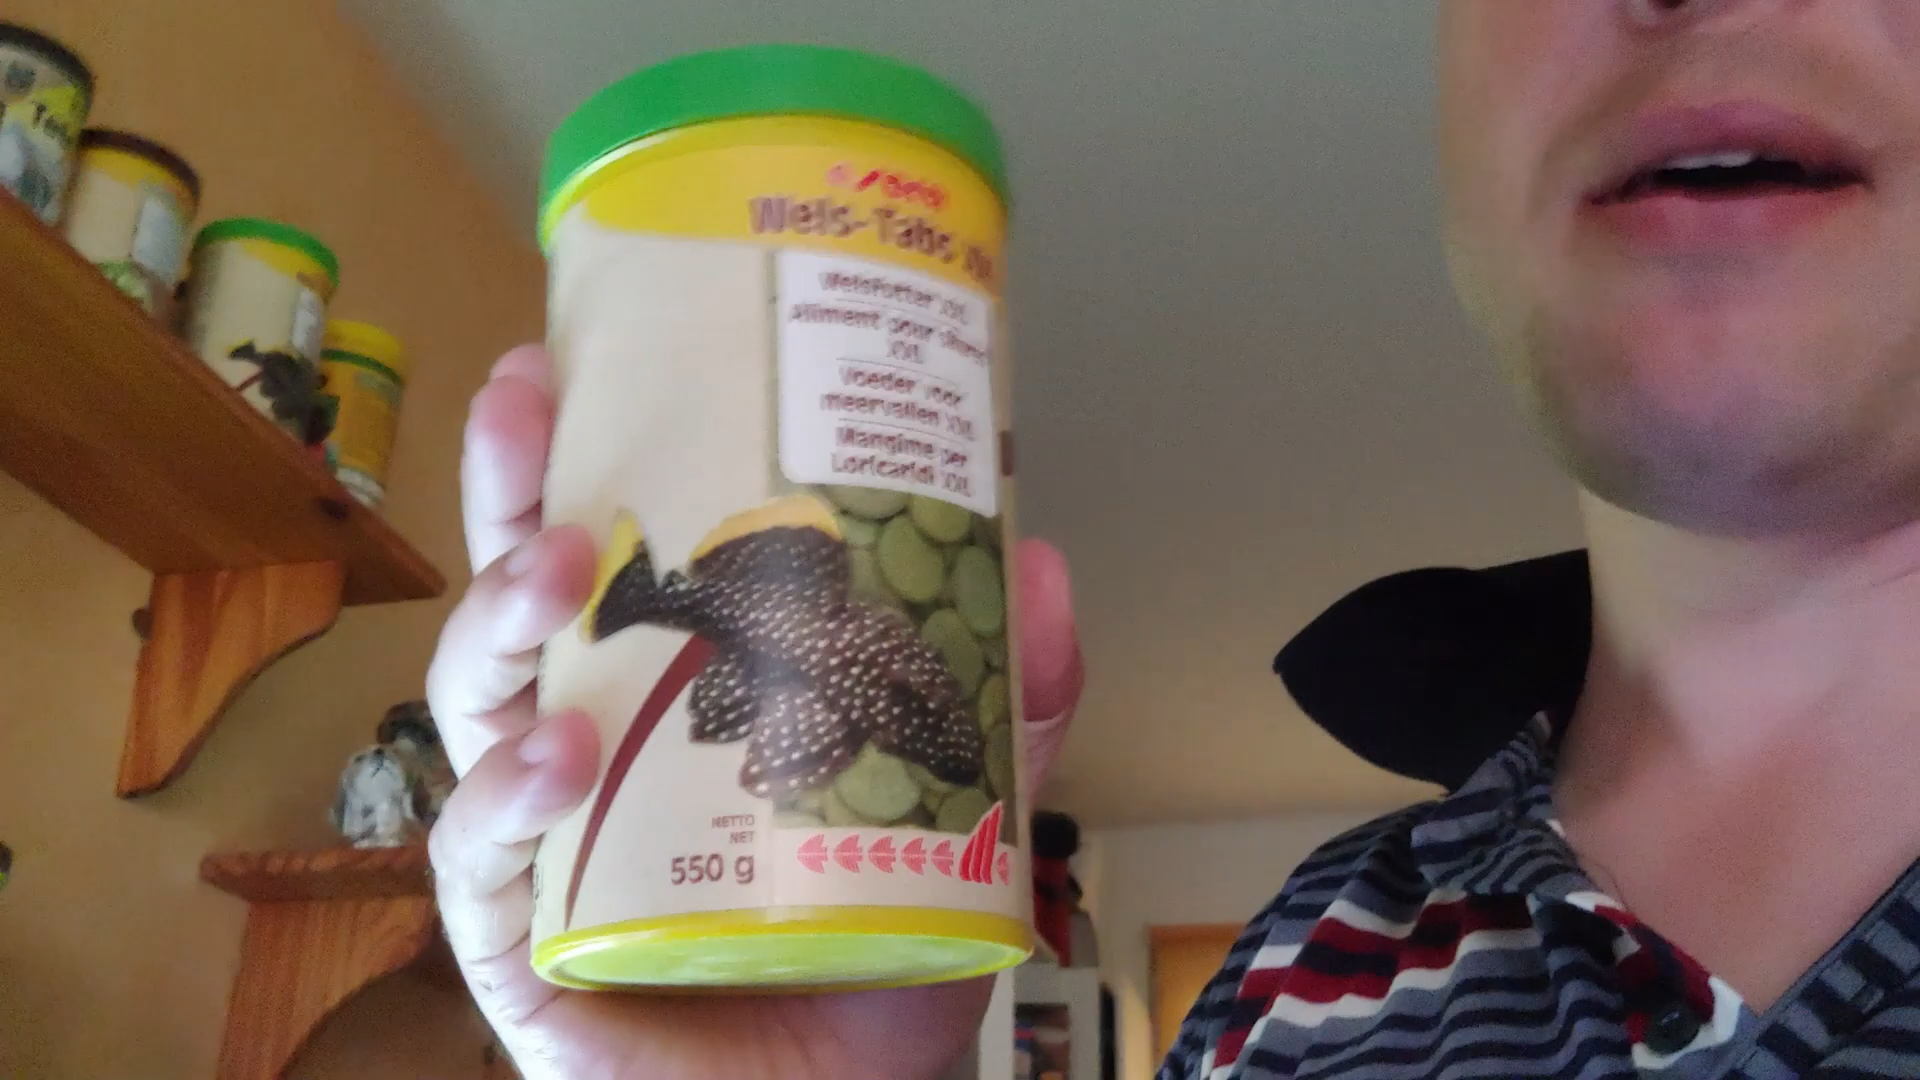 sera
Wels-Tabs XXL
Welsfutter XXL
Aliment pour silures
XXL
Voeder voor
meervallen XXL
Mangime per
Loricaridi XXL
NETTO
NET
550 g